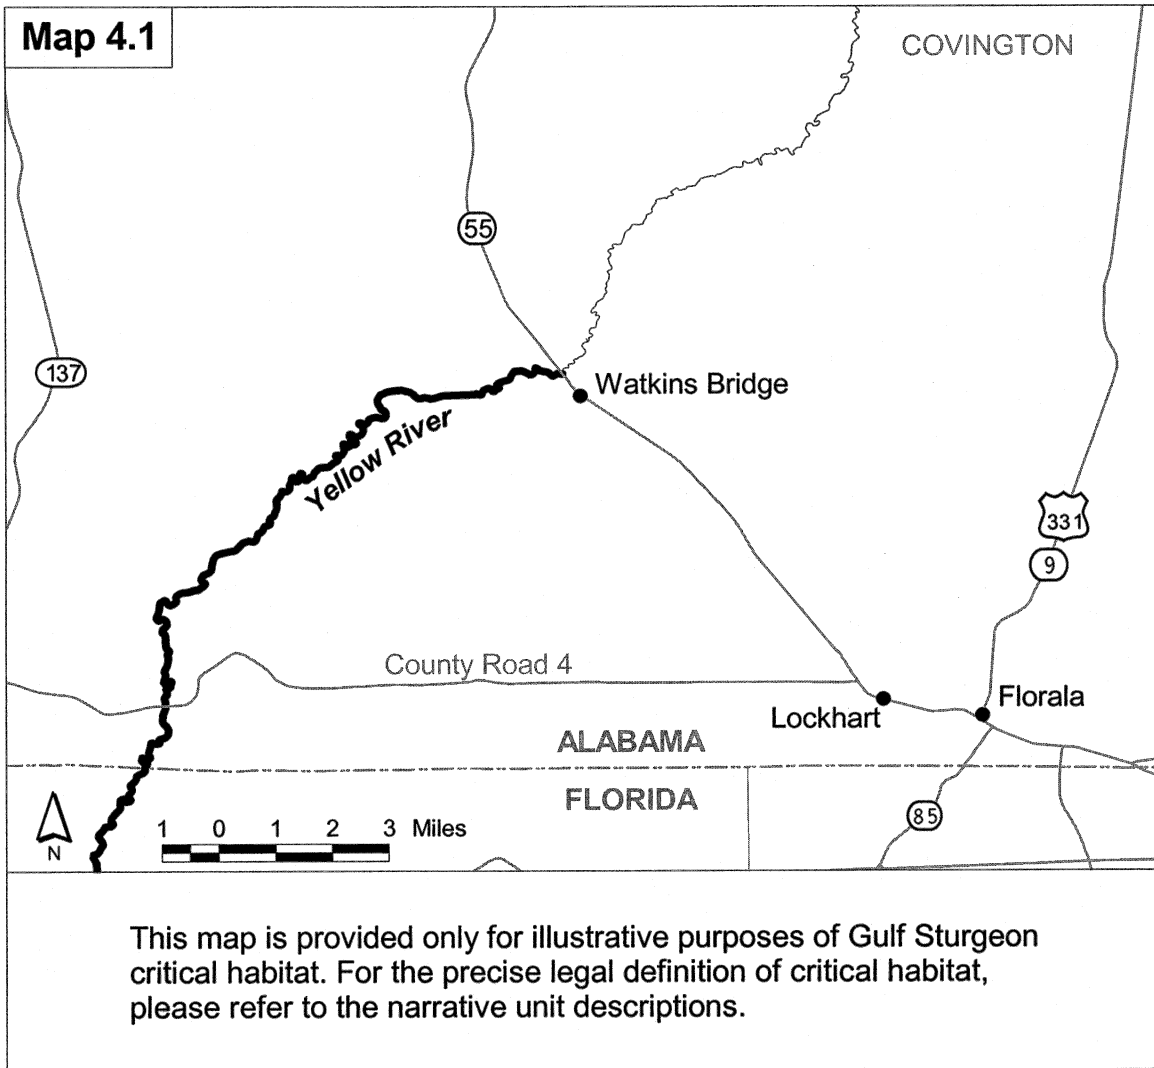 Map 4.1
COVINGTON
55
137
Watkins Bridge
Yellow River
331
9
County Road 4
Florala
Lockhart
ALABAMA
FLORIDA
85
N
1 0 1 2 3 Miles
This map is provided only for illustrative purposes of Gulf Sturgeon
critical habitat. For the precise legal definition of critical habitat,
please refer to the narrative unit descriptions.